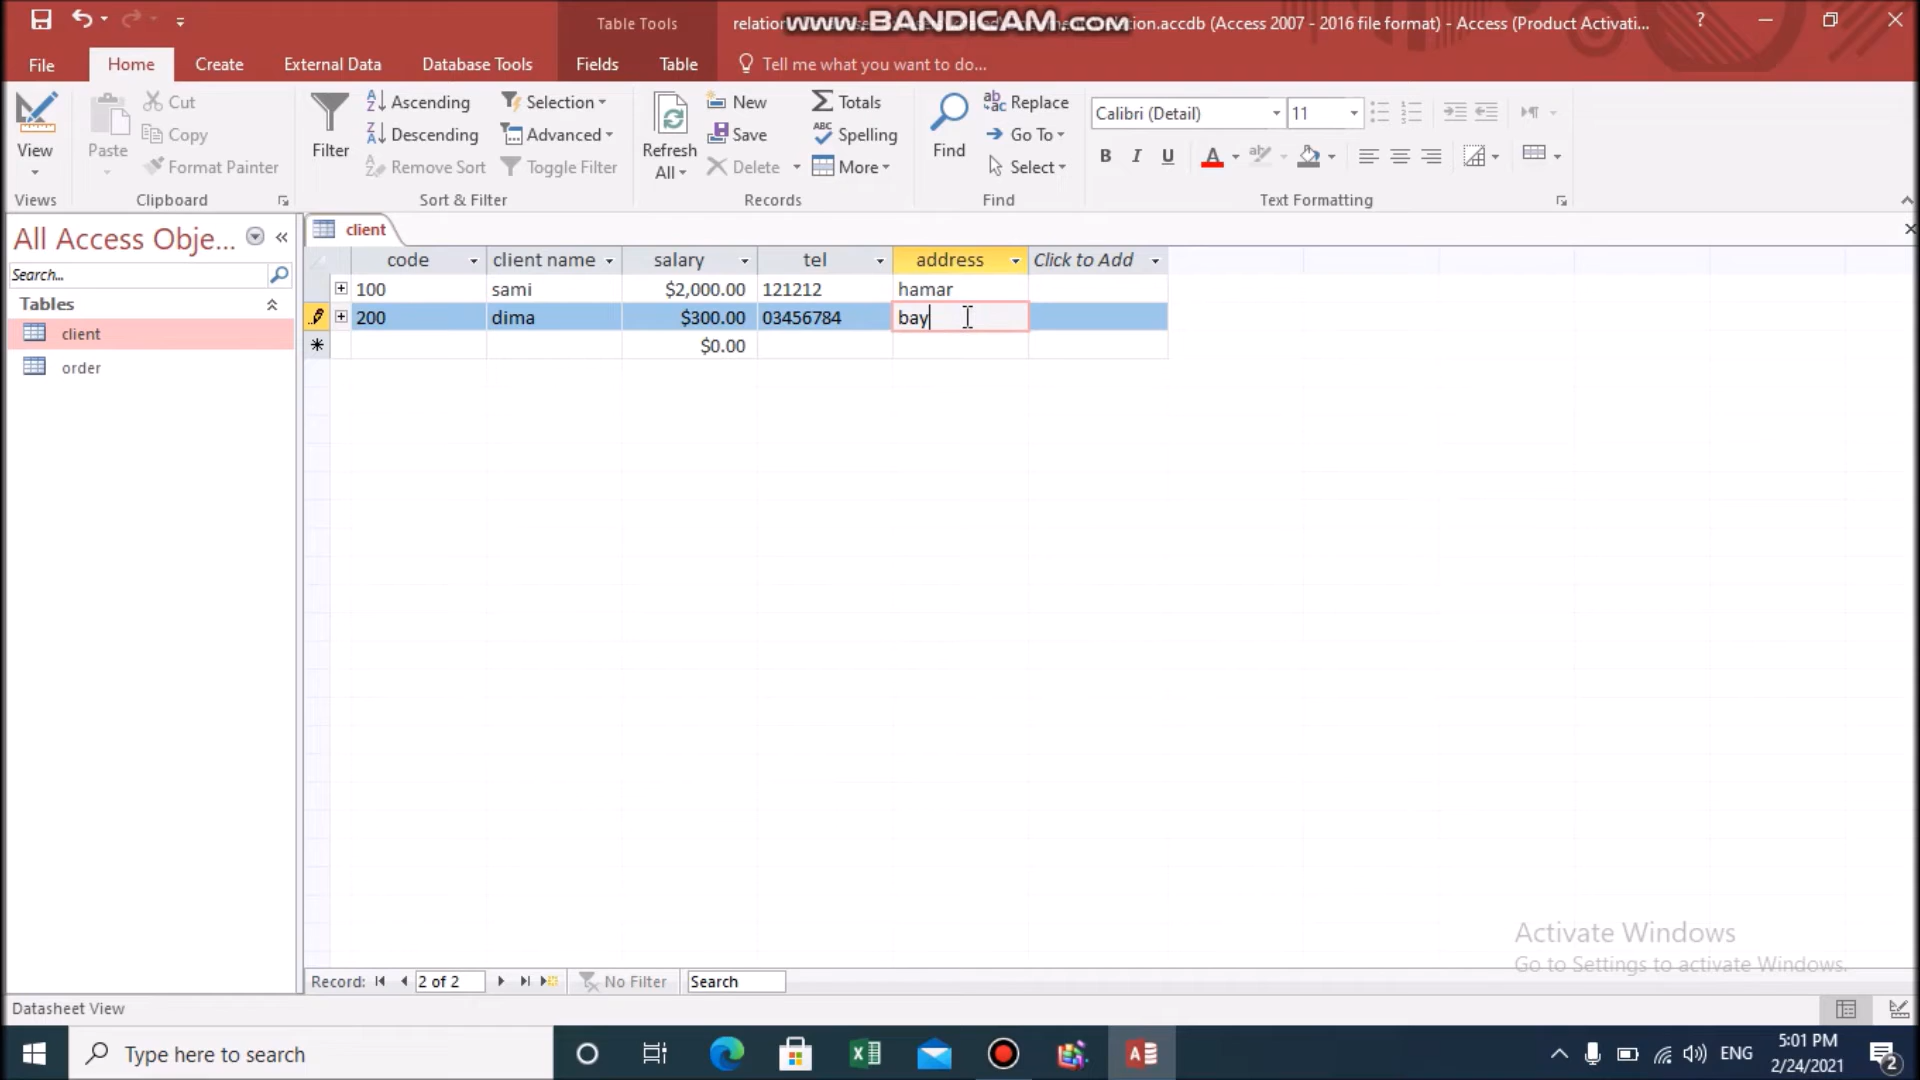 Table Tools
relation
www.BANDICAM.com
lation.accdb (Access 2007 - 2016 file format) - Access (Product Activati...
?
File
Home
Create
External Data
Database Tools
Fields
Table
Tell me what you want to do...
View
Paste
Cut
Copy
Format Painter
Filter
Ascending
Descending
Remove Sort
Selection
Advanced
Toggle Filter
Refresh
All
New
Save
Delete
Totals
Spelling
More
Find
Replace
Go To
Select
Calibri (Detail)
11
B I U
Views
Clipboard
Sort & Filter
Records
Find
Text Formatting
All Access Obje...
Search...
Tables
client
order
client
code client name salary tel address Click to Add
100 sami $2,000.00 121212 hamar
200 dima $300.00 03456784 bay
$0.00
Activate Windows
Go to Settings to activate Windows.
Record: 2 of 2 No Filter Search
Datasheet View
Type here to search
ENG
5:01 PM
2/24/2021
2